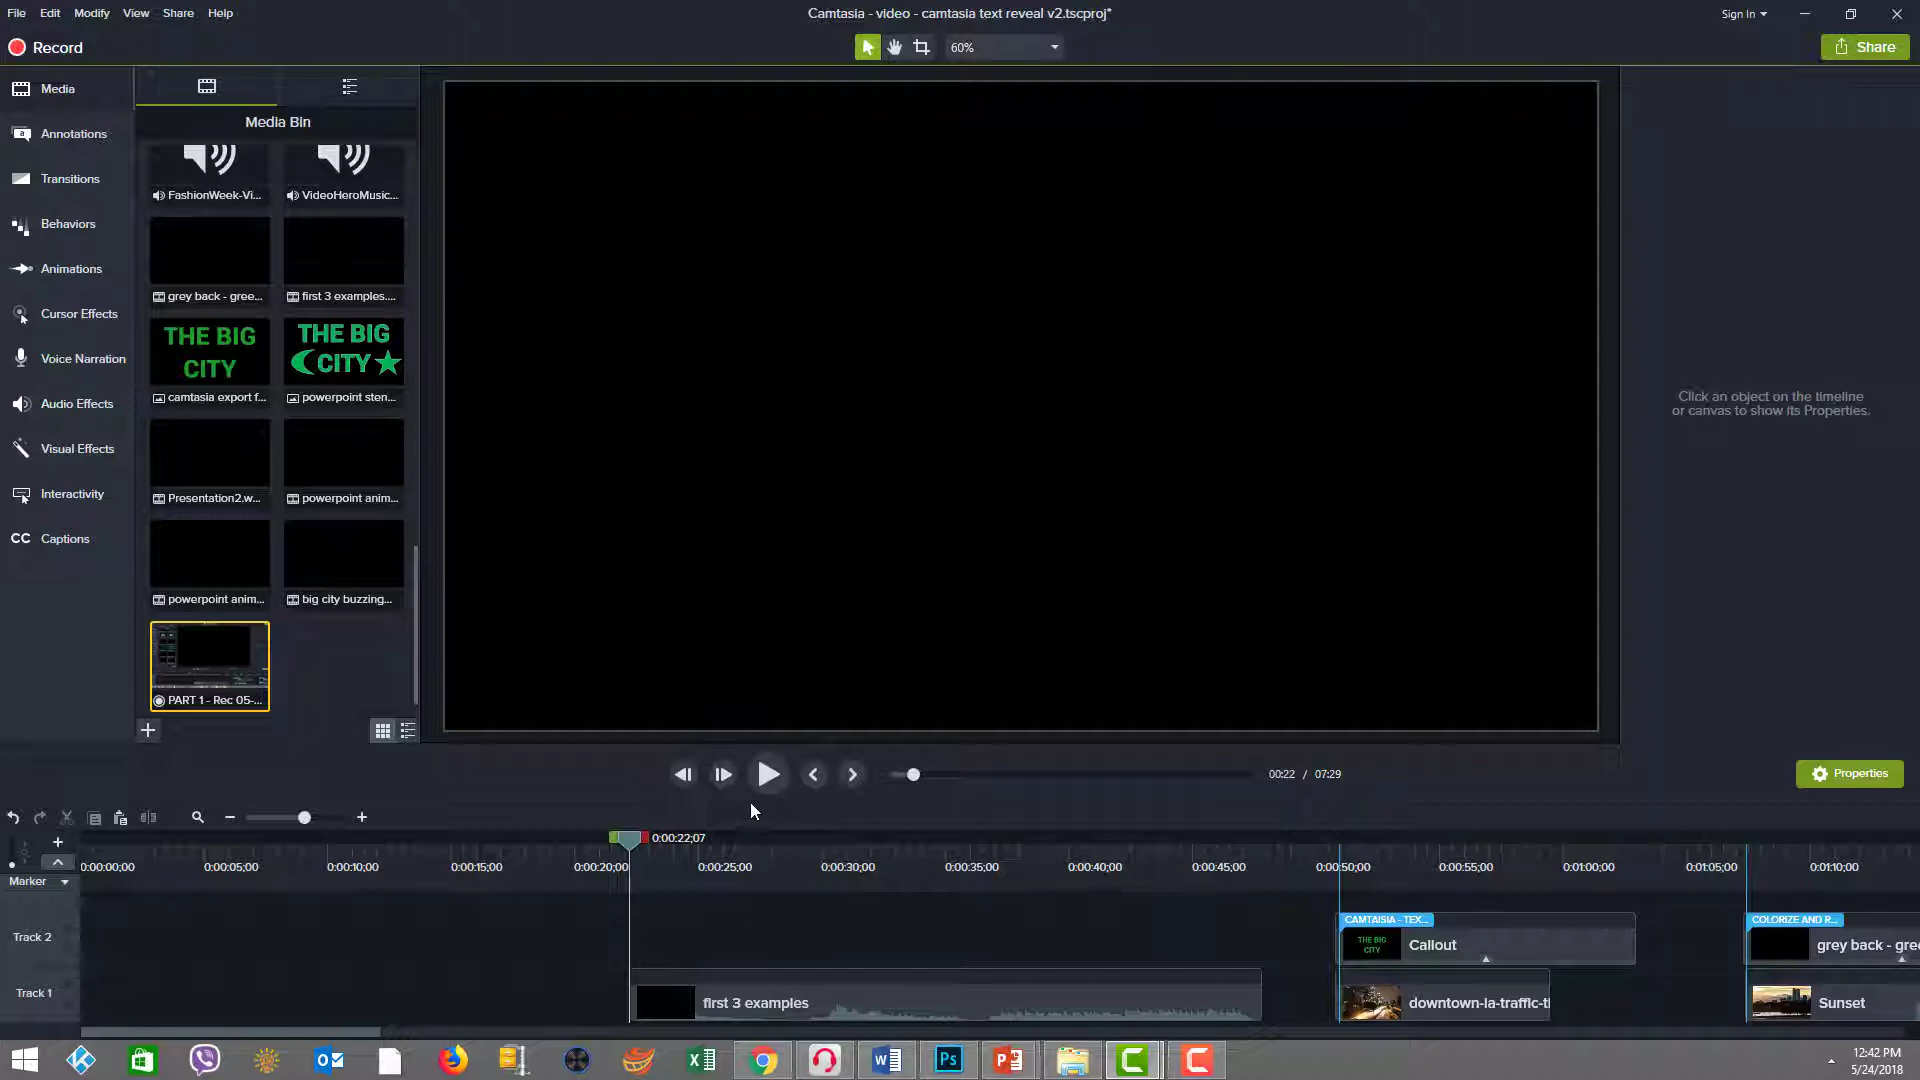 File Edit Modify View Share Help
Camtasia - video - camtasia text reveal v2.tscproj*
Sign In
Record
60%
Share
Media
Annotations
Transitions
Behaviors
Animations
Cursor Effects
Voice Narration
Audio Effects
Visual Effects
Interactivity
CC Captions
Media Bin
FashionWeek-Vi... VideoHeroMusic...
grey back - gree... first 3 examples....
THE BIG CITY
THE BIG CITY
camtasia export f... powerpoint sten...
Presentation2.w... powerpoint anim...
powerpoint anim... big city buzzing...
PART 1 - Rec 05-...
Click an object on the timeline
or canvas to show its Properties.
00:22 / 07:29
Properties
0:00:22;07
0:00:00;00 0:00:05;00 0:00:10;00 0:00:15;00 0:00:20;00 0:00:25;00 0:00:30;00 0:00:35;00 0:00:40;00 0:00:45;00 0:00:50;00 0:00:55;00 0:01:00;00 0:01:05;00 0:01:10;00
Marker
Track 2
CAMTAISIA - TEX...
THE BIG CITY
Callout
COLORIZE AND R...
grey back - gree
Track 1
first 3 examples
downtown-la-traffic-tl
Sunset
12:42 PM
5/24/2018